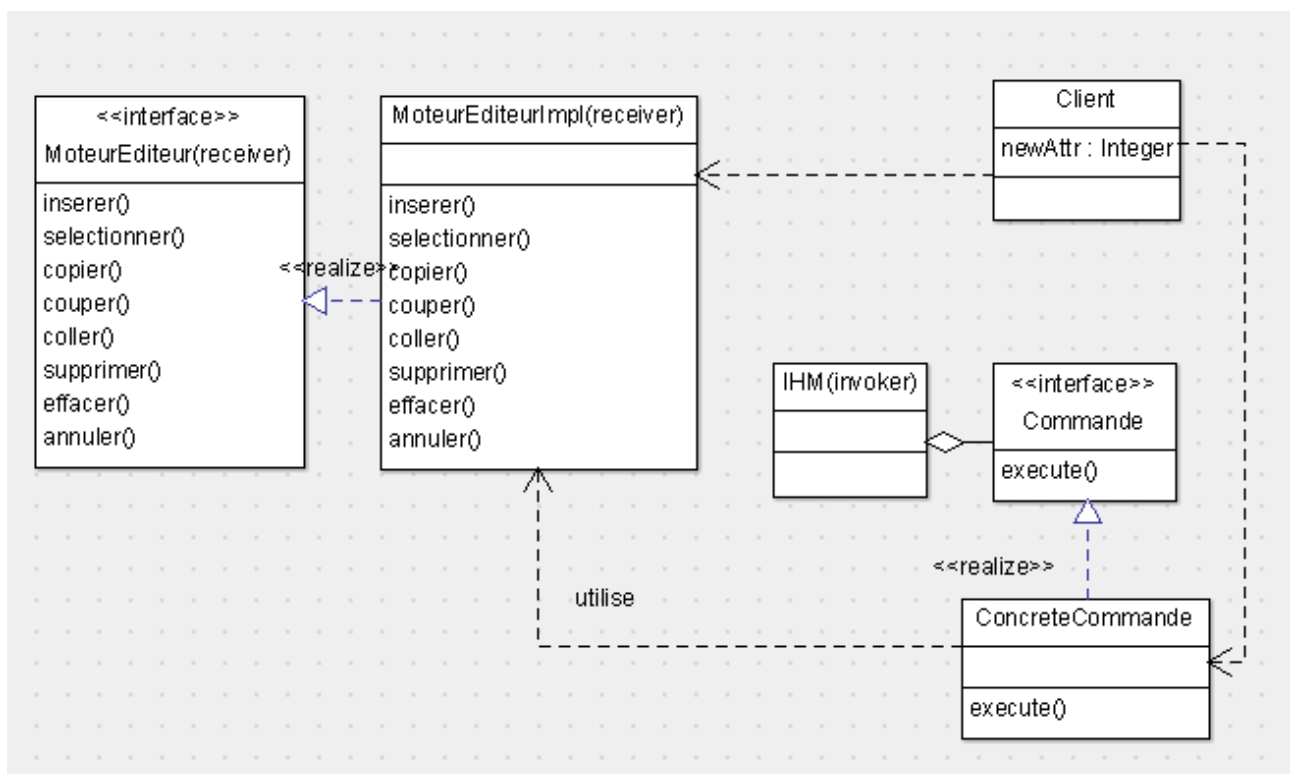 <<interface>>
MoteurEditeur(receiver)
inserer()
selectionner()
copier()
couper()
coller()
supprimer()
effacer()
annuler()
<<realize>>
MoteurEditeurImpl(receiver)
inserer()
selectionner()
copier()
couper()
coller()
supprimer()
effacer()
annuler()
Client
newAttr : Integer
IHM(invoker)
<<interface>>
Commande
execute()
<<realize>>
utilise
ConcreteCommande
execute()